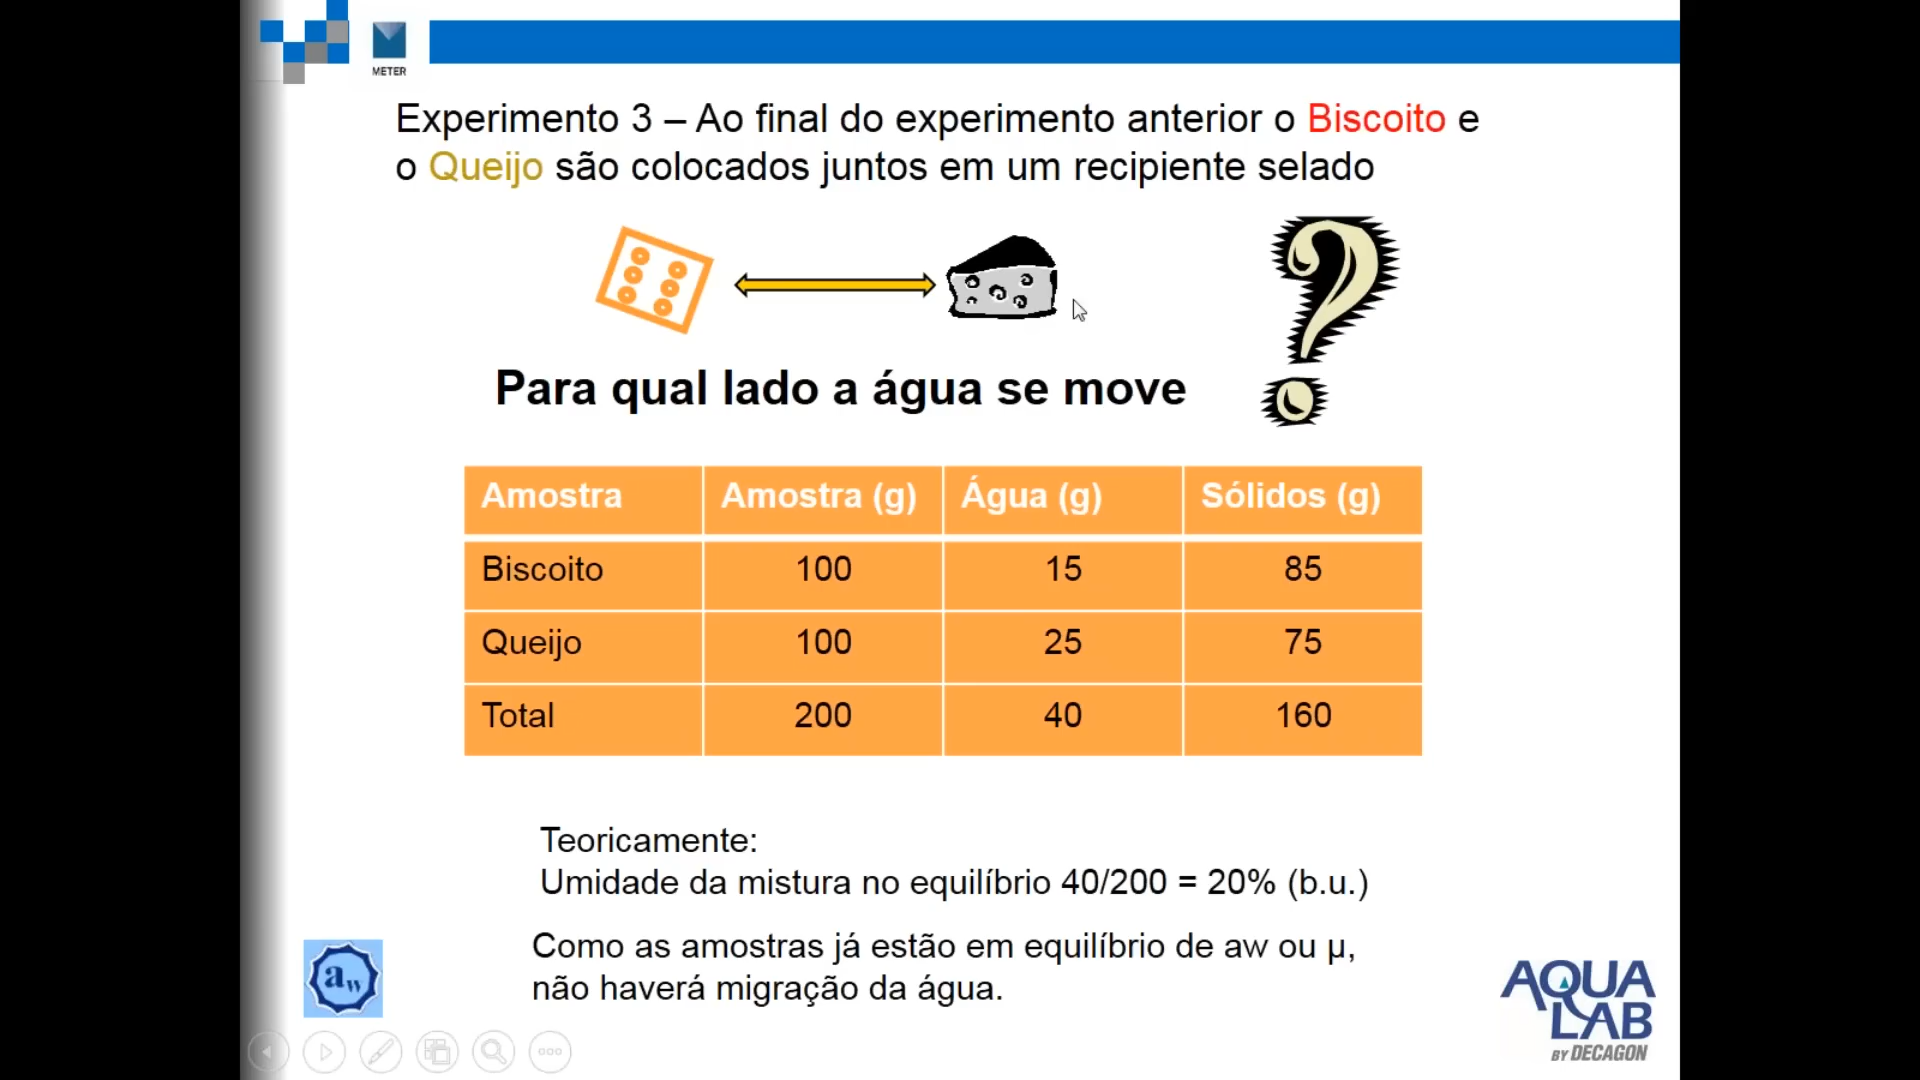 METER
Experimento 3 – Ao final do experimento anterior o Biscoito e
o Queijo são colocados juntos em um recipiente selado
?
Para qual lado a água se move
Amostra Amostra (g) Água (g) Sólidos (g)
Biscoito 100 15 85
Queijo 100 25 75
Total 200 40 160
Teoricamente:
Umidade da mistura no equilíbrio 40/200 = 20% (b.u.)
Como as amostras já estão em equilíbrio de aw ou μ,
não haverá migração da água.
aw
AQUA
LAB
BY DECAGON